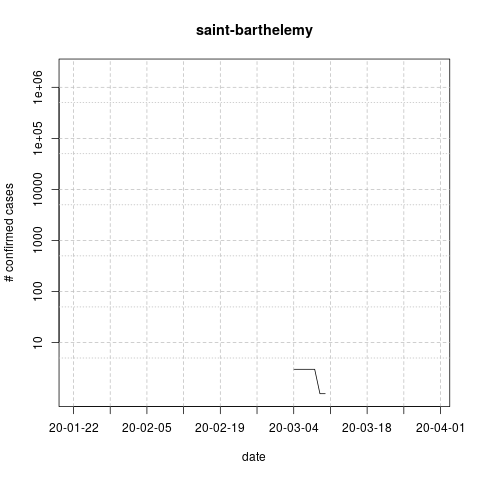 saint-barthelemy
1e+06
1e+05
10000
1000
100
10
# confirmed cases
20-01-22 20-02-05 20-02-19 20-03-04 20-03-18 20-04-01
date